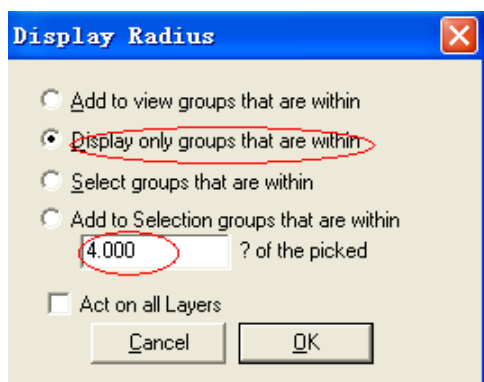 Display Radius
Add to view groups that are within
Display only groups that are within
Select groups that are within
Add to Selection groups that are within
4.000 ? of the picked
Act on all Layers
Cancel OK